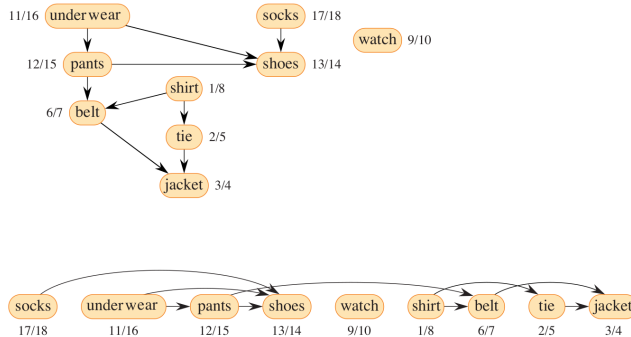 11/16 underwear socks 17/18
watch 9/10
12/15 pants shoes 13/14
shirt 1/8
6/7 belt
tie 2/5
jacket 3/4
socks underwear pants shoes watch shirt belt tie jacket
17/18 11/16 12/15 13/14 9/10 1/8 6/7 2/5 3/4